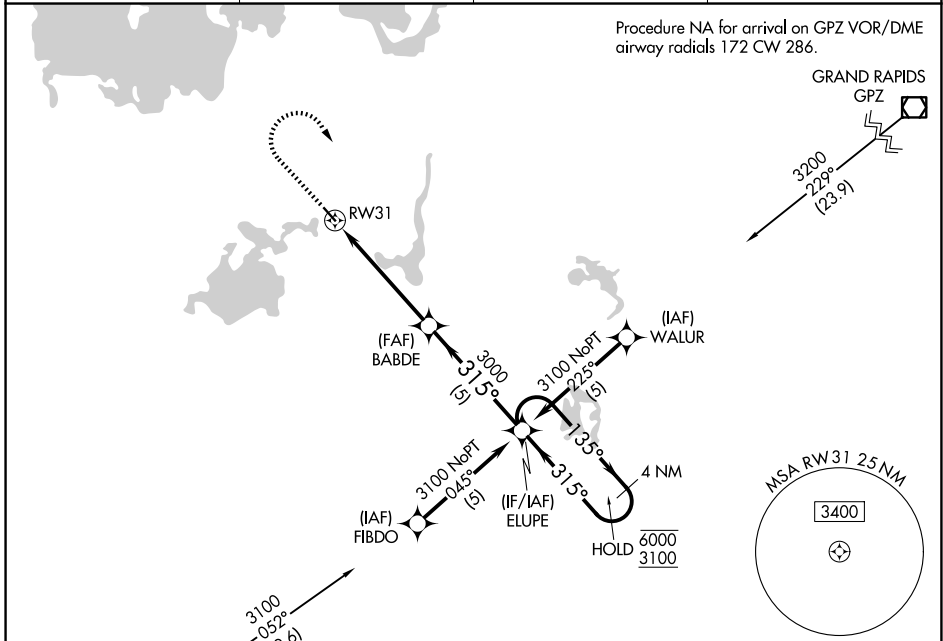 Procedure NA for arrival on GPZ VOR/DME
airway radials 172 CW 286.
GRAND RAPIDS
GPZ
3200
229°
(23.9)
RW31
(FAF)
BABDE
3000
315°
(5)
(IAF)
WALUR
3100 NoPT
225°
(5)
135°
315°
4 NM
3100 NoPT
045°
(5)
(IF/IAF)
ELUPE
(IAF)
FIBDO
HOLD
6000
3100
MSA RW 31 25 NM
3400
3100
052°